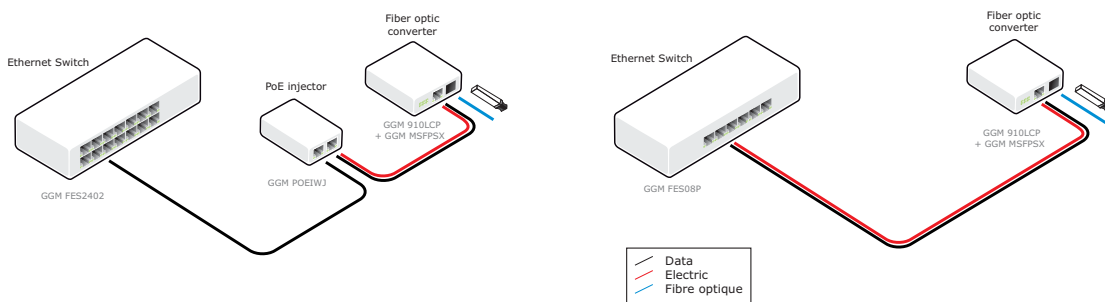 Fiber optic
converter
Ethernet Switch
PoE injector
GGM 910LCP
+ GGM MSFPSX
GGM POEIWJ
GGM FES2402
Fiber optic
converter
Ethernet Switch
GGM 910LCP
+ GGM MSFPSX
GGM FES08P
Data
Electric
Fibre optique